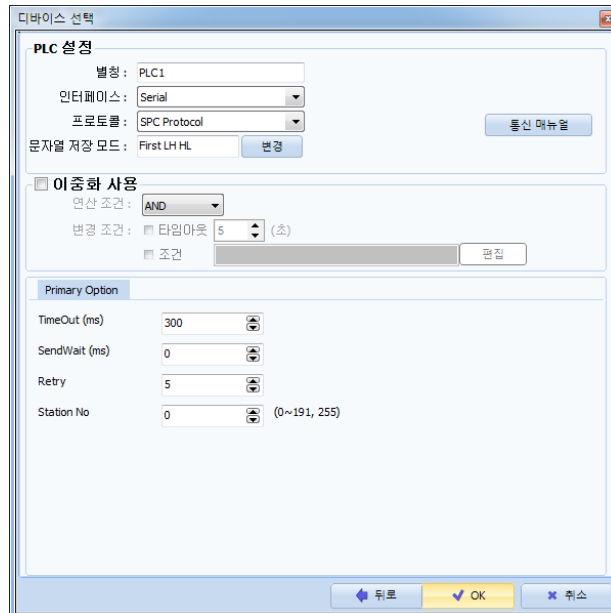 디바이스 선택
PLC 설정
별칭 : PLC1
인터페이스 : Serial
프로토콜 : SPC Protocol
통신 매뉴얼
문자열 저장 모드 : First LH HL 변경
이중화 사용
연산 조건 : AND
변경 조건 : 타임아웃 5 (초)
조건 편집
Primary Option
TimeOut (ms) 300
SendWait (ms) 0
Retry 5
Station No 0 (0~191, 255)
뒤로 OK 취소